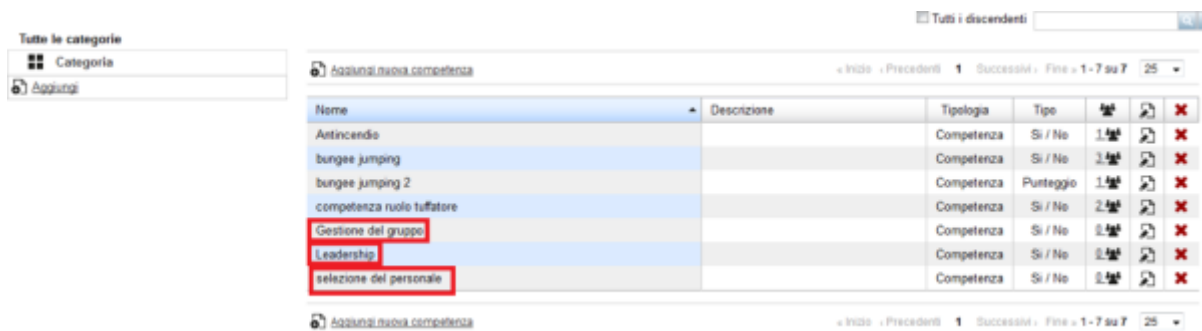 Tutti i discendenti
Tutte le categorie
Categoria
Aggiungi
Aggiungi nuova competenza
« Inizio ‹ Precedenti 1 Successivi › Fine » 1 - 7 su 7 25
Nome Descrizione Tipologia Tipo
Antincendio Competenza Si / No 1
bungee jumping Competenza Si / No 3
bungee jumping 2 Competenza Punteggio 1
competenza ruolo tuffatore Competenza Si / No 2
Gestione del gruppo Competenza Si / No 0
Leadership Competenza Si / No 0
selezione del personale Competenza Si / No 0
Aggiungi nuova competenza
« Inizio ‹ Precedenti 1 Successivi › Fine » 1 - 7 su 7 25